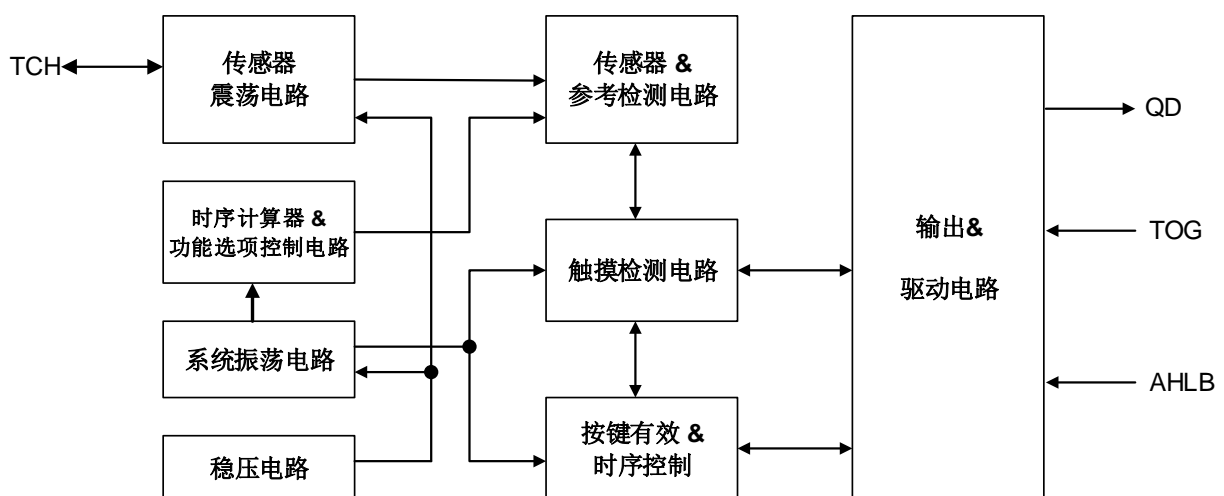 TCH
传感器
震荡电路
传感器 &
参考检测电路
时序计算器 &
功能选项控制电路
触摸检测电路
系统振荡电路
按键有效 &
时序控制
稳压电路
输出&
驱动电路
QD
TOG
AHLB